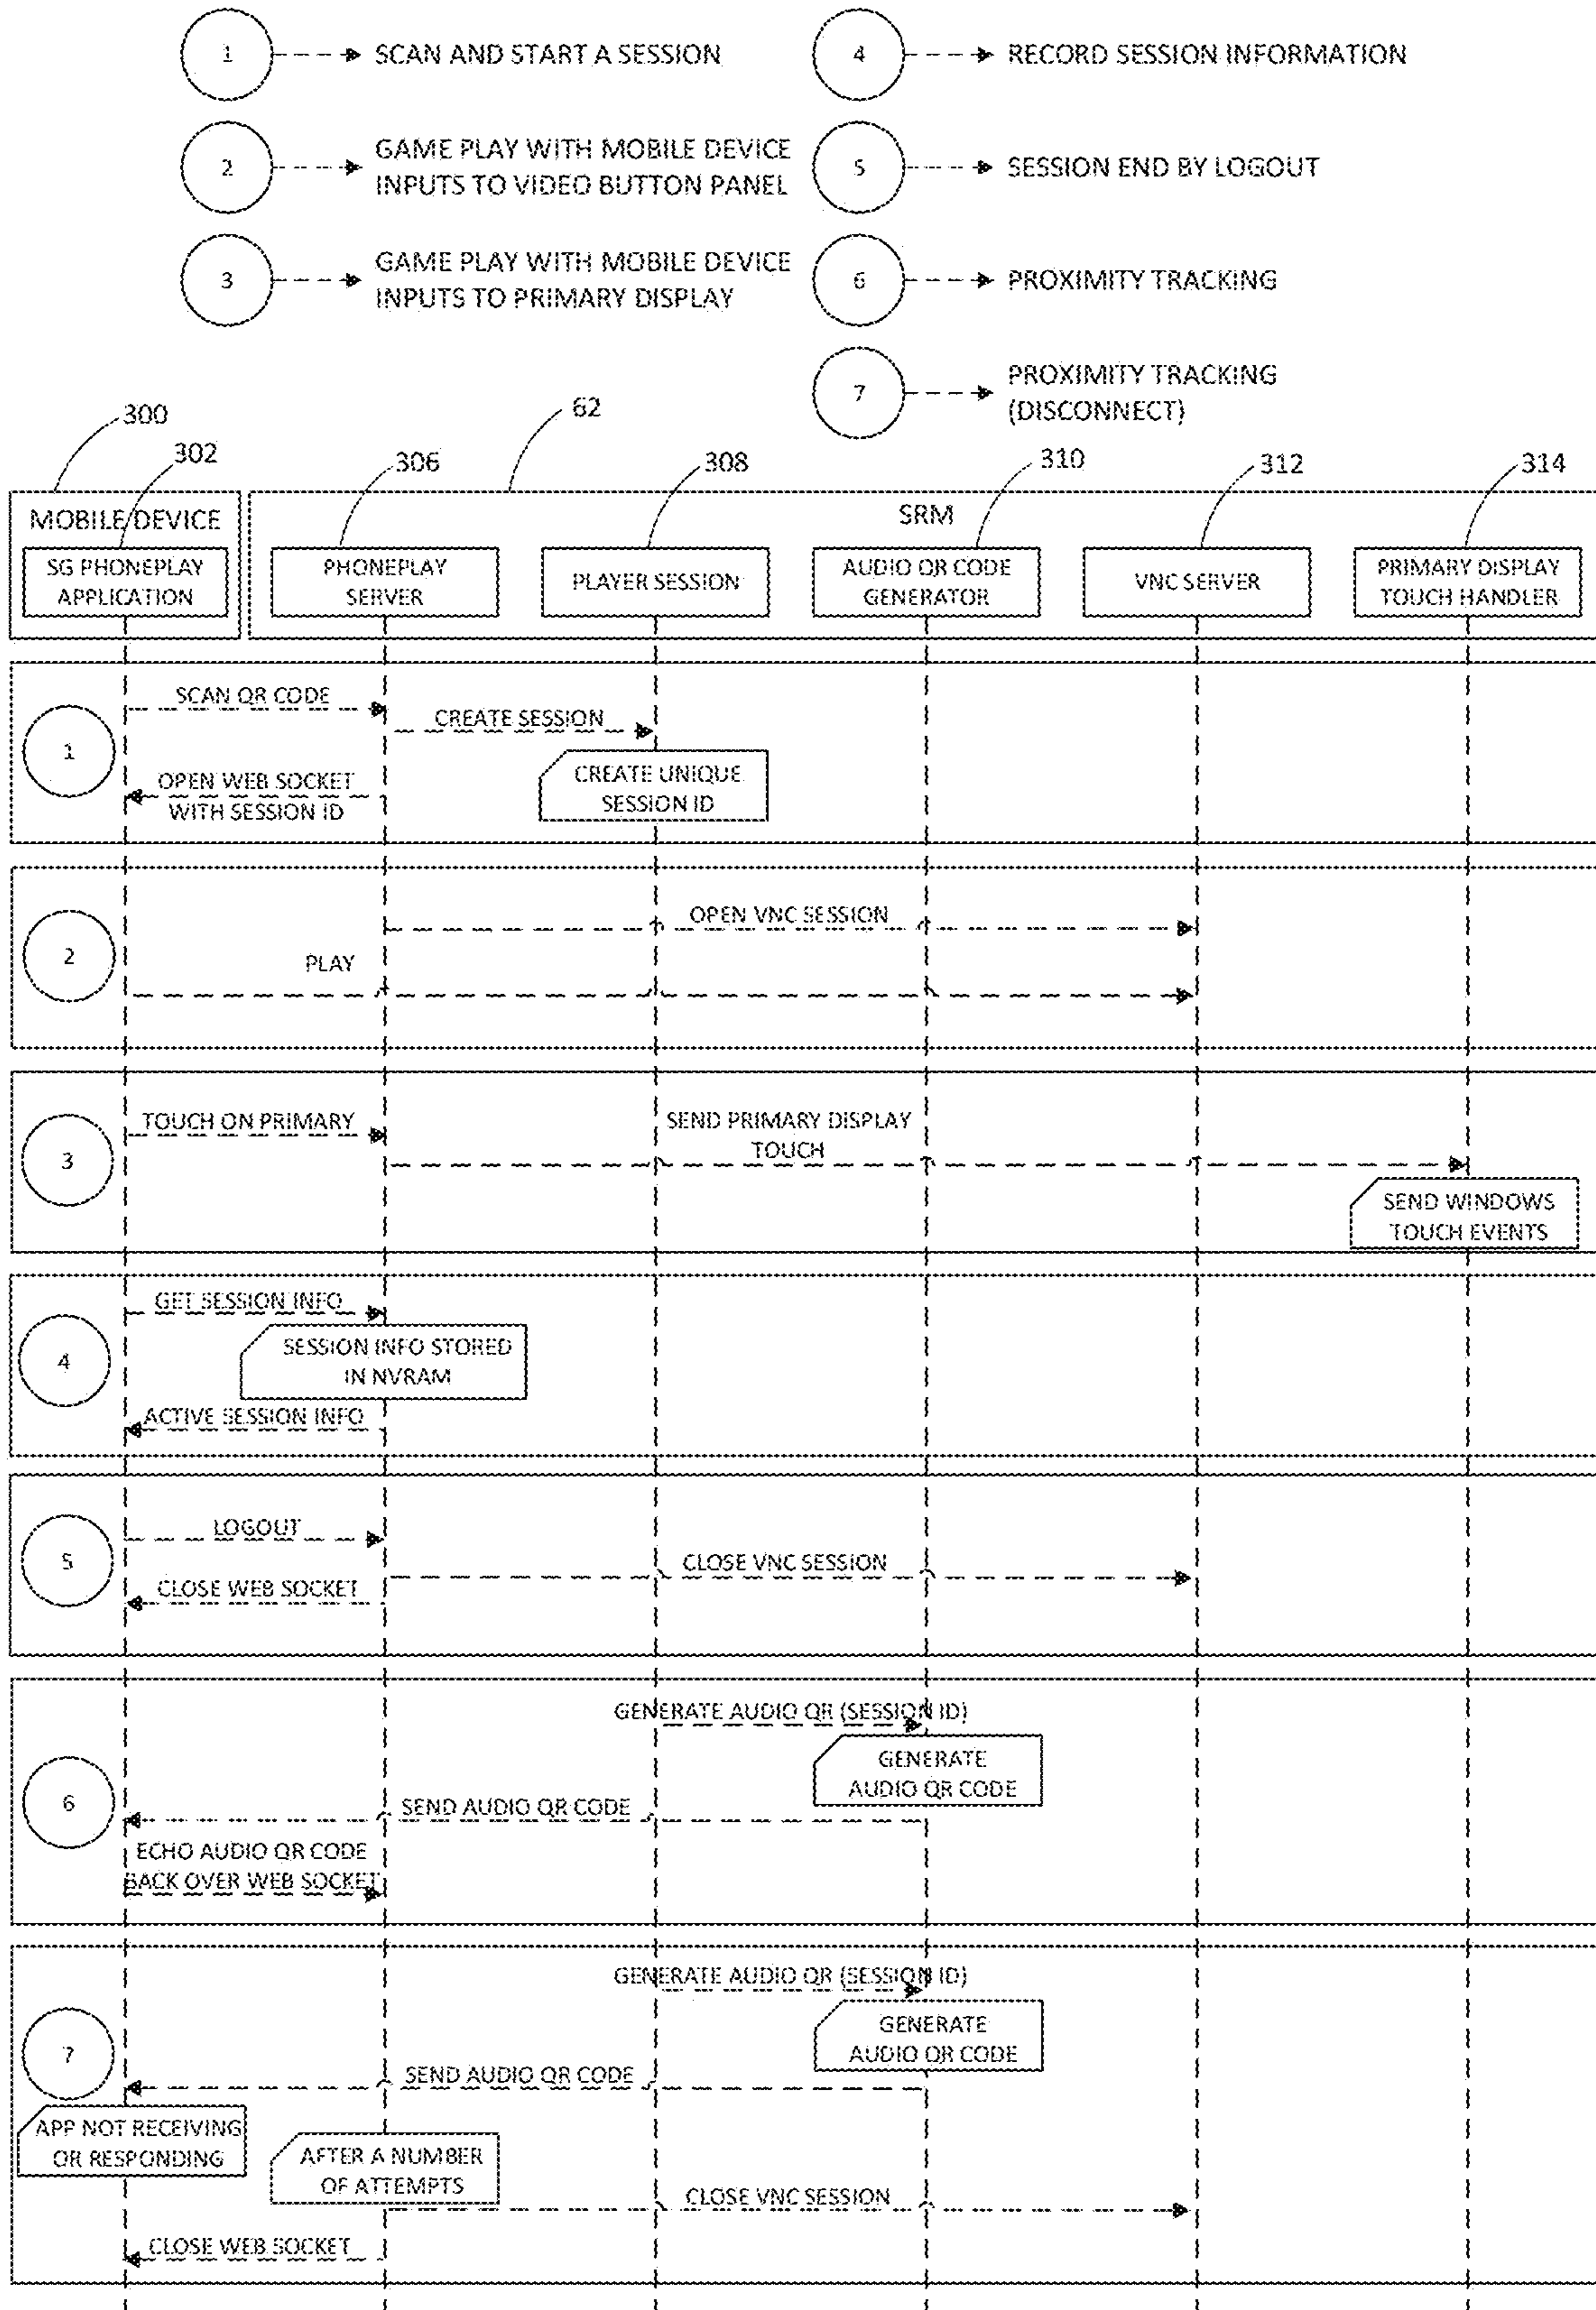 1
SCAN AND START A SESSION
2
GAME PLAY WITH MOBILE DEVICE
INPUTS TO VIDEO BUTTON PANEL
3
GAME PLAY WITH MOBILE DEVICE
INPUTS TO PRIMARY DISPLAY
4
RECORD SESSION INFORMATION
5
SESSION END BY LOGOUT
6
PROXIMITY TRACKING
7
PROXIMITY TRACKING
(DISCONNECT)
300
302
62
306
308
310
312
314
MOBILE DEVICE
SG PHONEPLAY
APPLICATION
SRM
PHONEPLAY
SERVER
PLAYER SESSION
AUDIO QR CODE
GENERATOR
VNC SERVER
PRIMARY DISPLAY
TOUCH HANDLER
1
SCAN QR CODE
CREATE SESSION
CREATE UNIQUE
SESSION ID
OPEN WEB SOCKET
WITH SESSION ID
2
OPEN VNC SESSION
PLAY
3
TOUCH ON PRIMARY
SEND PRIMARY DISPLAY
TOUCH
SEND WINDOWS
TOUCH EVENTS
4
GET SESSION INFO
SESSION INFO STORED
IN NVRAM
ACTIVE SESSION INFO
5
LOGOUT
CLOSE VNC SESSION
CLOSE WEB SOCKET
6
GENERATE AUDIO QR (SESSION ID)
GENERATE
AUDIO QR CODE
SEND AUDIO QR CODE
ECHO AUDIO QR CODE
BACK OVER WEB SOCKET
7
GENERATE AUDIO QR (SESSION ID)
GENERATE
AUDIO QR CODE
SEND AUDIO QR CODE
APP NOT RECEIVING
OR RESPONDING
AFTER A NUMBER
OF ATTEMPTS
CLOSE VNC SESSION
CLOSE WEB SOCKET